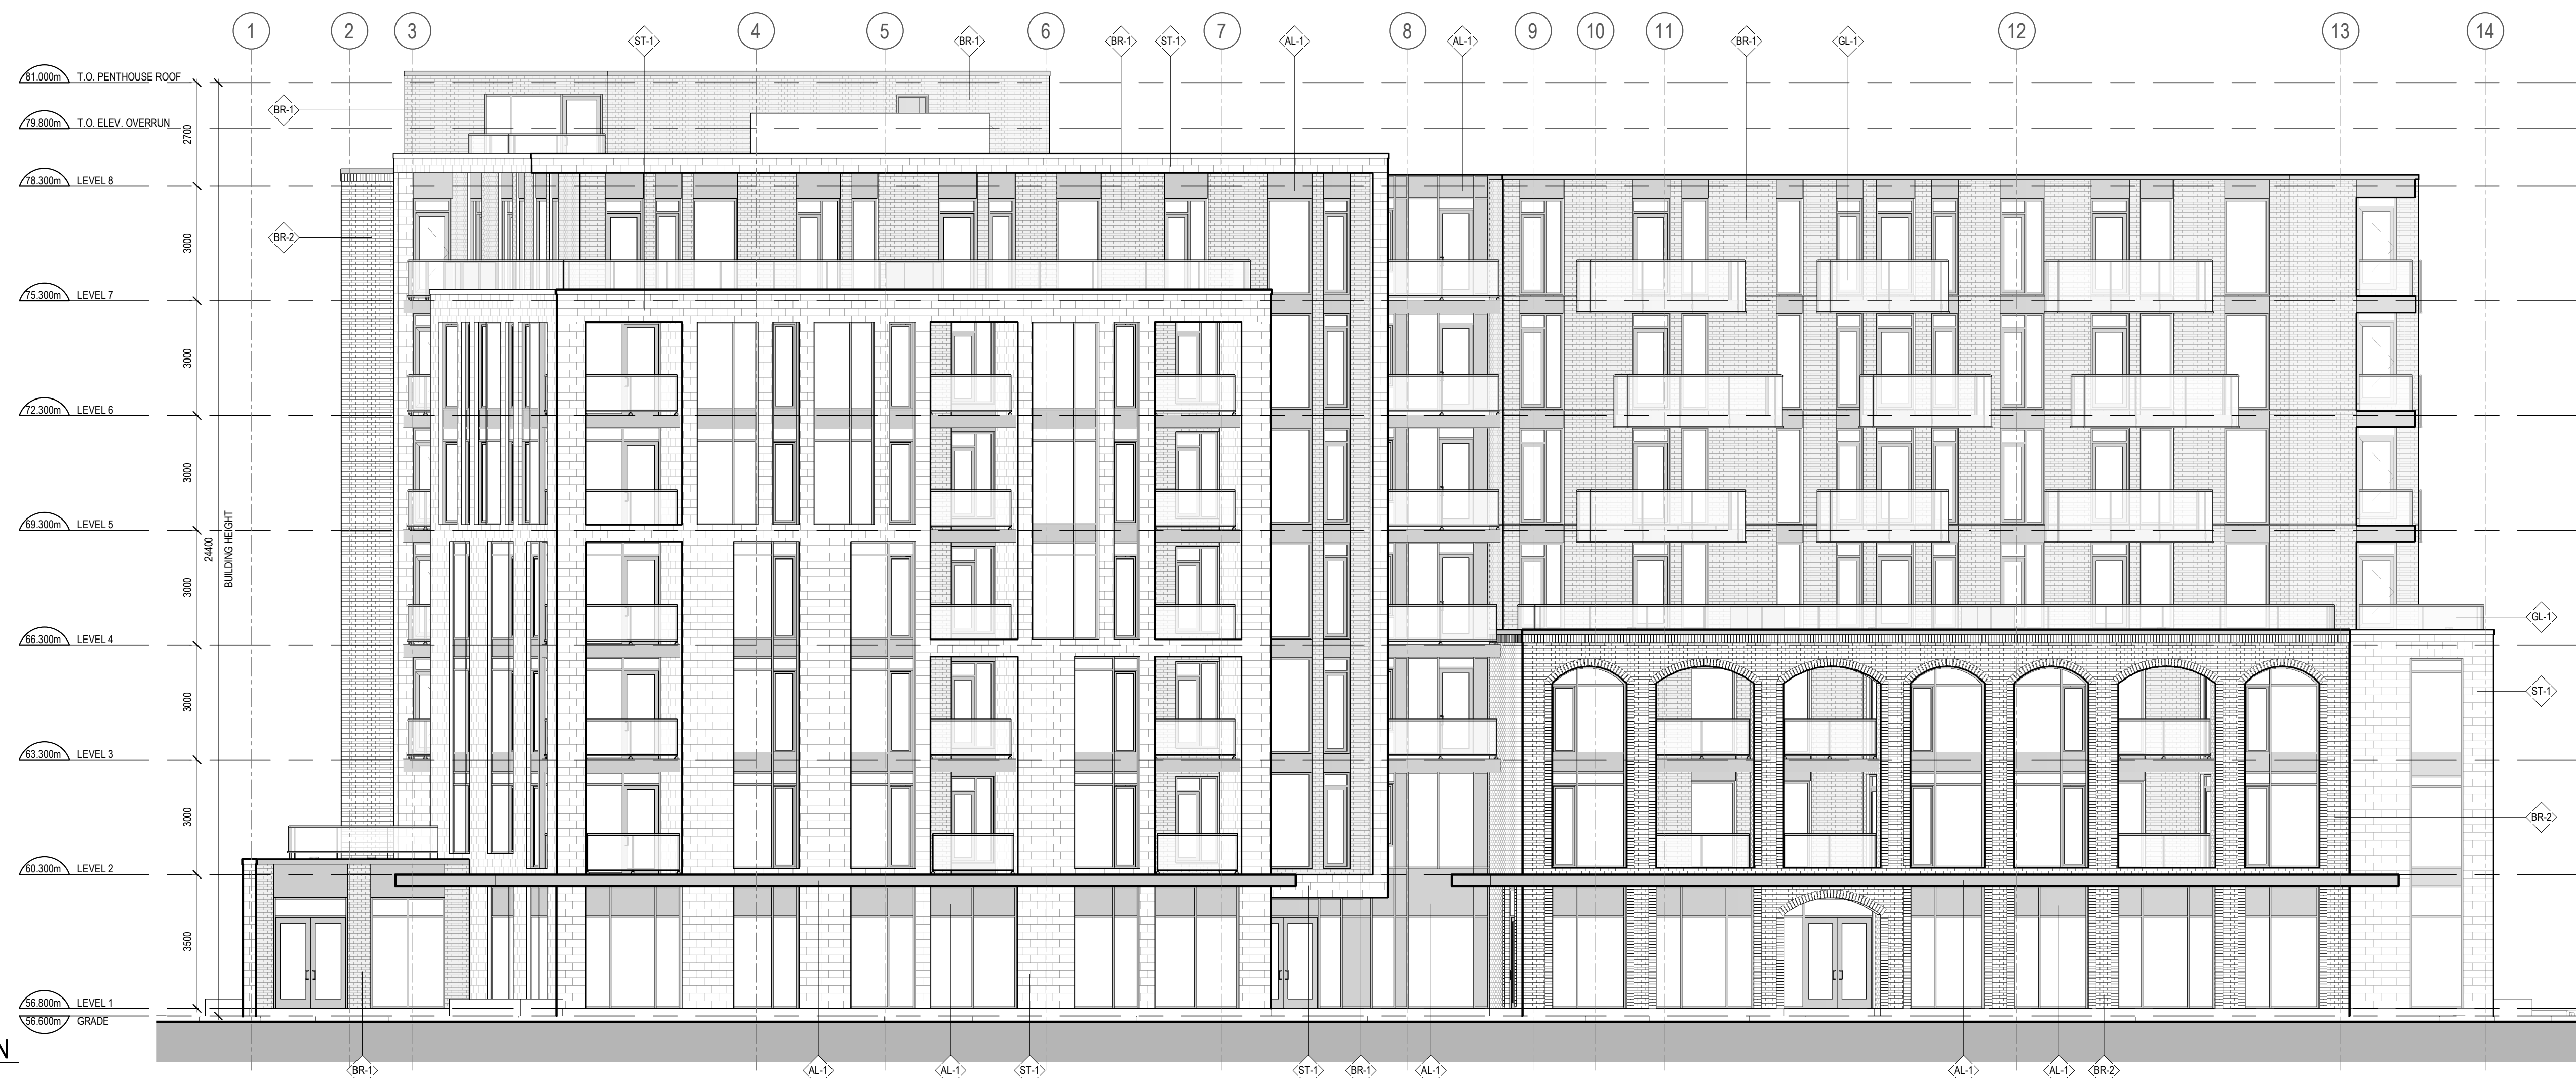 1 2 3 4 5 6 7 8 9 10 11 12 13 14
ST-1 BR-1 BR-1 ST-1 AL-1 AL-1 BR-1 GL-1
81.000m T.O. PENTHOUSE ROOF
BR-1
79.800m T.O. ELEV. OVERRUN
2700
78.300m LEVEL 8
BR-2
3000
75.300m LEVEL 7
3000
72.300m LEVEL 6
3000
69.300m LEVEL 5
24400
BUILDING HEIGHT
3000
GL-1
66.300m LEVEL 4
ST-1
3000
63.300m LEVEL 3
BR-2
3000
60.300m LEVEL 2
3500
56.800m LEVEL 1
56.600m GRADE
N
BR-1 AL-1 AL-1 ST-1 ST-1 BR-1 AL-1 AL-1 AL-1 BR-2